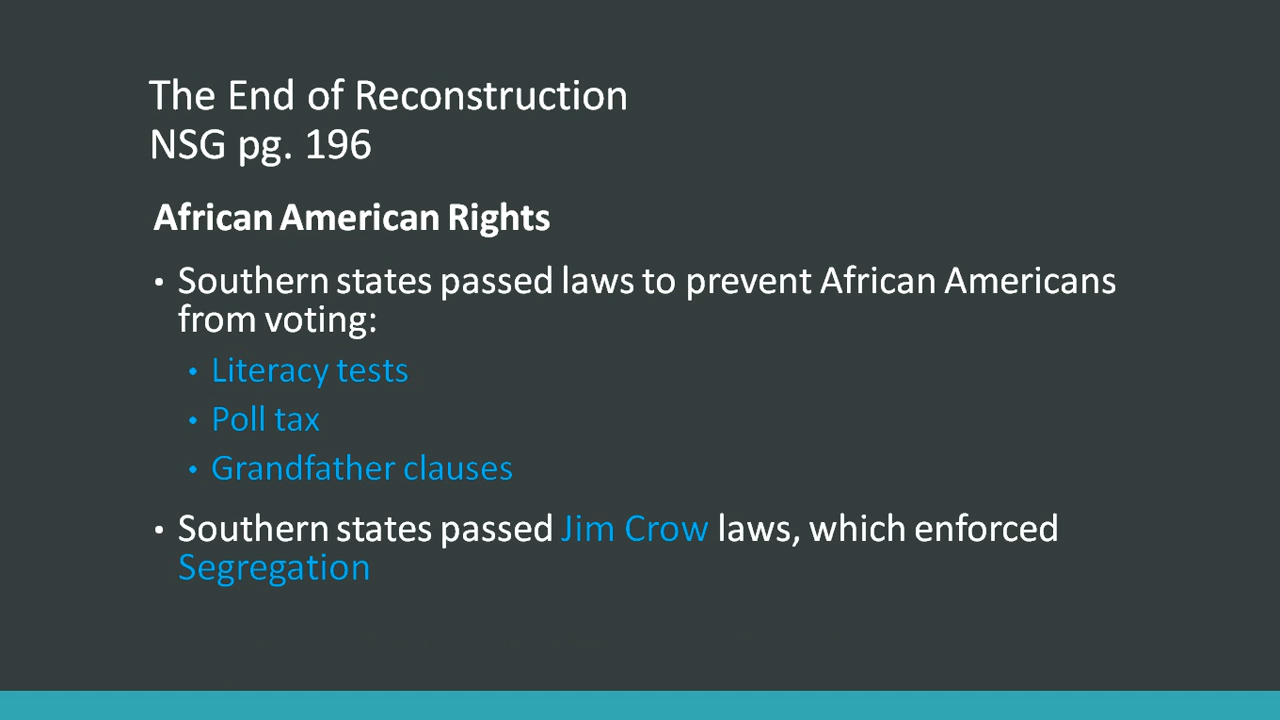 The End of Reconstruction
NSG pg. 196
African American Rights
• Southern states passed laws to prevent African Americans
from voting:
• Literacy tests
• Poll tax
• Grandfather clauses
• Southern states passed Jim Crow laws, which enforced
Segregation